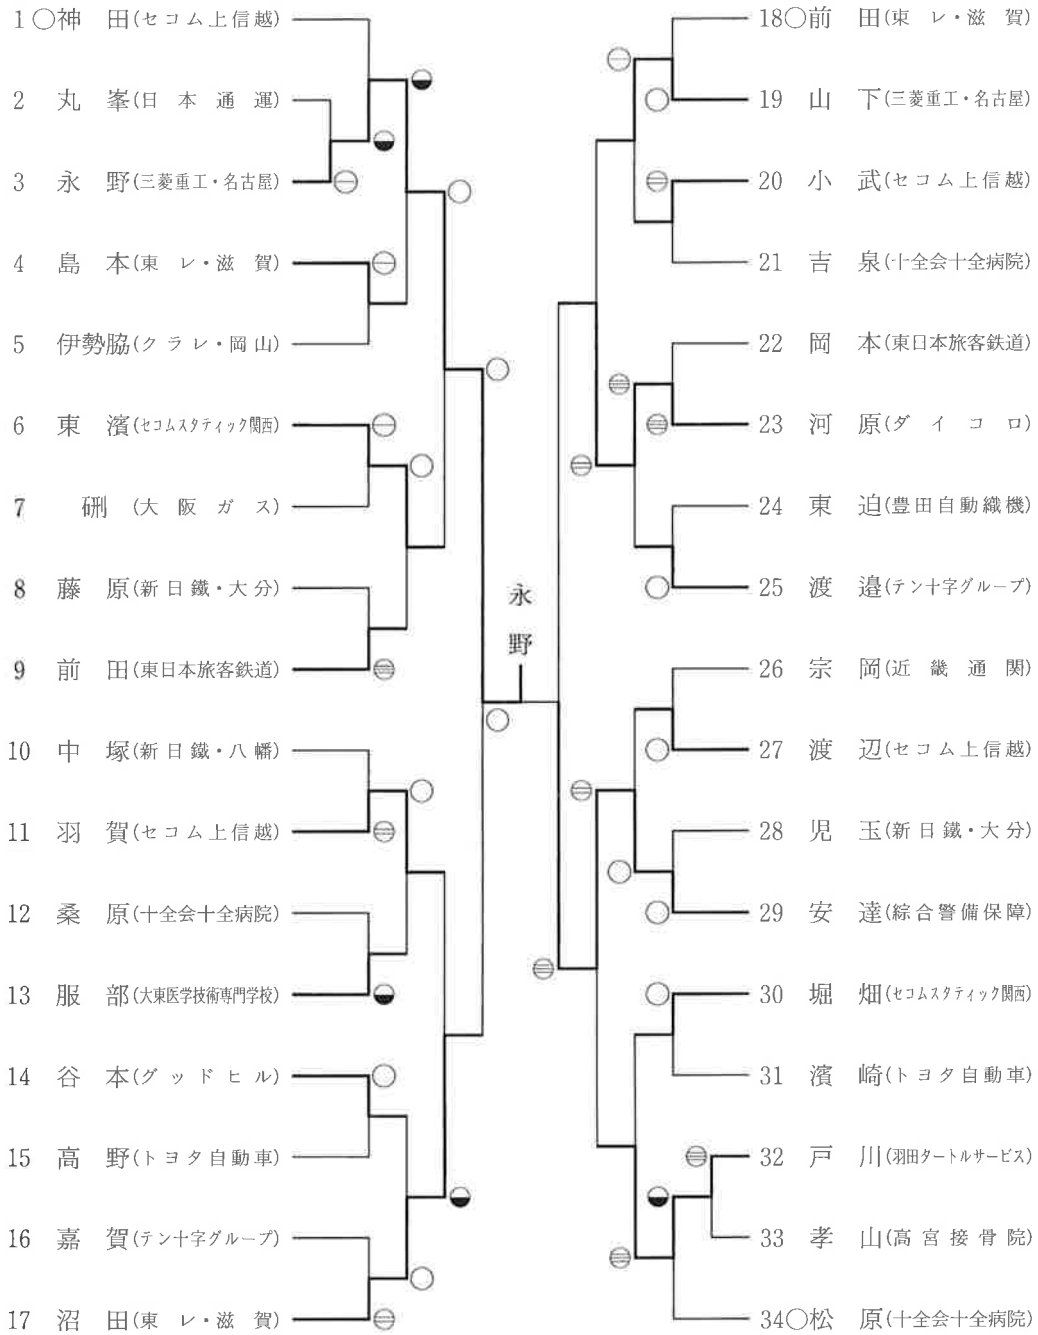 1○神田(セコム上信越)
2 丸峯(日本通運)
3 永野(三菱重工・名古屋)
4 島本(東レ・滋賀)
5 伊勢脇(クラレ・岡山)
6 東濱(セコムスタティック関西)
7 硎(大阪ガス)
8 藤原(新日鐵・大分)
9 前田(東日本旅客鉄道)
10 中塚(新日鐵・八幡)
11 羽賀(セコム上信越)
12 桑原(十全会十全病院)
13 服部(大東医学技術専門学校)
14 谷本(グッドヒル)
15 高野(トヨタ自動車)
16 嘉賀(テン十字グループ)
17 沼田(東レ・滋賀)
永野
18○前田(東レ・滋賀)
19 山下(三菱重工・名古屋)
20 小武(セコム上信越)
21 吉泉(十全会十全病院)
22 岡本(東日本旅客鉄道)
23 河原(ダイコロ)
24 東迫(豊田自動織機)
25 渡邉(テン十字グループ)
26 宗岡(近畿通関)
27 渡辺(セコム上信越)
28 児玉(新日鐵・大分)
29 安達(綜合警備保障)
30 堀畑(セコムスタティック関西)
31 濱崎(トヨタ自動車)
32 戸川(羽田タートルサービス)
33 孝山(高宮接骨院)
34○松原(十全会十全病院)